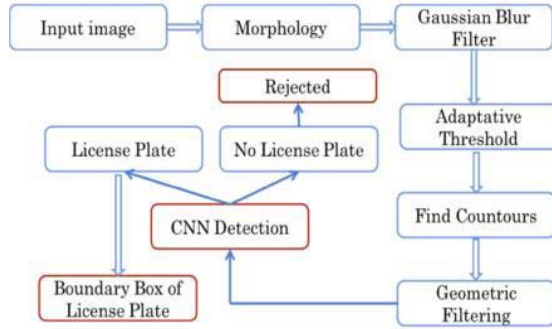 Input image
Morphology
Gaussian Blur
Filter
Rejected
Adaptative
Threshold
License Plate
No License Plate
CNN Detection
Find Countours
Boundary Box of
License Plate
Geometric
Filtering